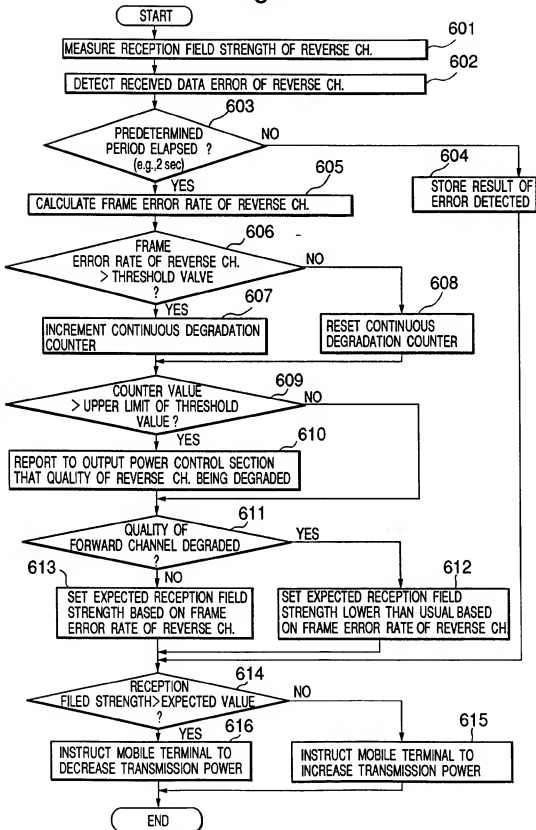 START
MEASURE RECEPTION FIELD STRENGTH OF REVERSE CH.
601
DETECT RECEIVED DATA ERROR OF REVERSE CH.
602
603
PREDETERMINED
PERIOD ELAPSED ?
(e.g., 2 sec)
NO
YES
604
STORE RESULT OF
ERROR DETECTED
605
CALCULATE FRAME ERROR RATE OF REVERSE CH.
606
FRAME
ERROR RATE OF REVERSE CH.
> THRESHOLD VALVE
?
NO
YES
607
INCREMENT CONTINUOUS DEGRADATION
COUNTER
608
RESET CONTINUOUS
DEGRADATION COUNTER
609
COUNTER VALUE
> UPPER LIMIT OF THRESHOLD
VALUE ?
NO
YES
610
REPORT TO OUTPUT POWER CONTROL SECTION
THAT QUALITY OF REVERSE CH. BEING DEGRADED
611
QUALITY OF
FORWARD CHANNEL DEGRADED
?
YES
NO
613
SET EXPECTED RECEPTION FIELD
STRENGTH BASED ON FRAME
ERROR RATE OF REVERSE CH.
612
SET EXPECTED RECEPTION FIELD
STRENGTH LOWER THAN USUAL BASED
ON FRAME ERROR RATE OF REVERSE CH.
614
RECEPTION
FILED STRENGTH > EXPECTED VALUE
?
NO
YES
616
INSTRUCT MOBILE TERMINAL TO
DECREASE TRANSMISSION POWER
615
INSTRUCT MOBILE TERMINAL TO
INCREASE TRANSMISSION POWER
END